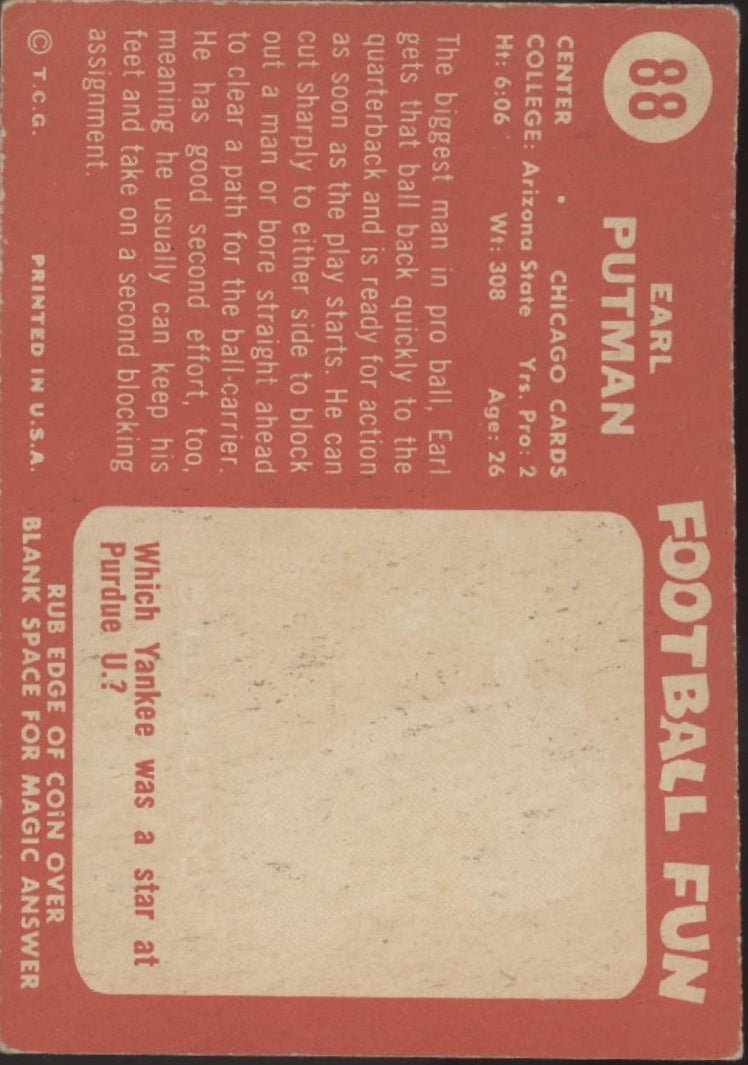 88
EARL
PUTMAN
CENTER • CHICAGO CARDS
COLLEGE: Arizona State Yrs. Pro: 2
Ht: 6:06 Wt: 308 Age: 26
The biggest man in pro ball, Earl
gets that ball back quickly to the
quarterback and is ready for action
as soon as the play starts. He can
cut sharply to either side to block
out a man or bore straight ahead
to clear a path for the ball-carrier.
He has good second effort, too,
meaning he usually can keep his
feet and take on a second blocking
assignment.
© T.C.G. PRINTED IN U.S.A.
FOOTBALL FUN
Which Yankee was a star at
Purdue U.?
RUB EDGE OF COIN OVER
BLANK SPACE FOR MAGIC ANSWER